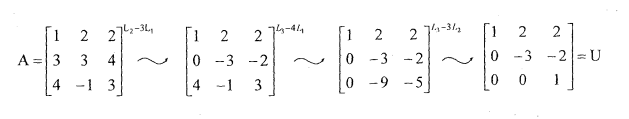 A = [1 2 2; 3 3 4; 4 -1 3] L₂-3L₁ ~ [1 2 2; 0 -3 -2; 4 -1 3] L₃-4L₁ ~ [1 2 2; 0 -3 -2; 0 -9 -5] L₃-3L₂ ~ [1 2 2; 0 -3 -2; 0 0 1] = U